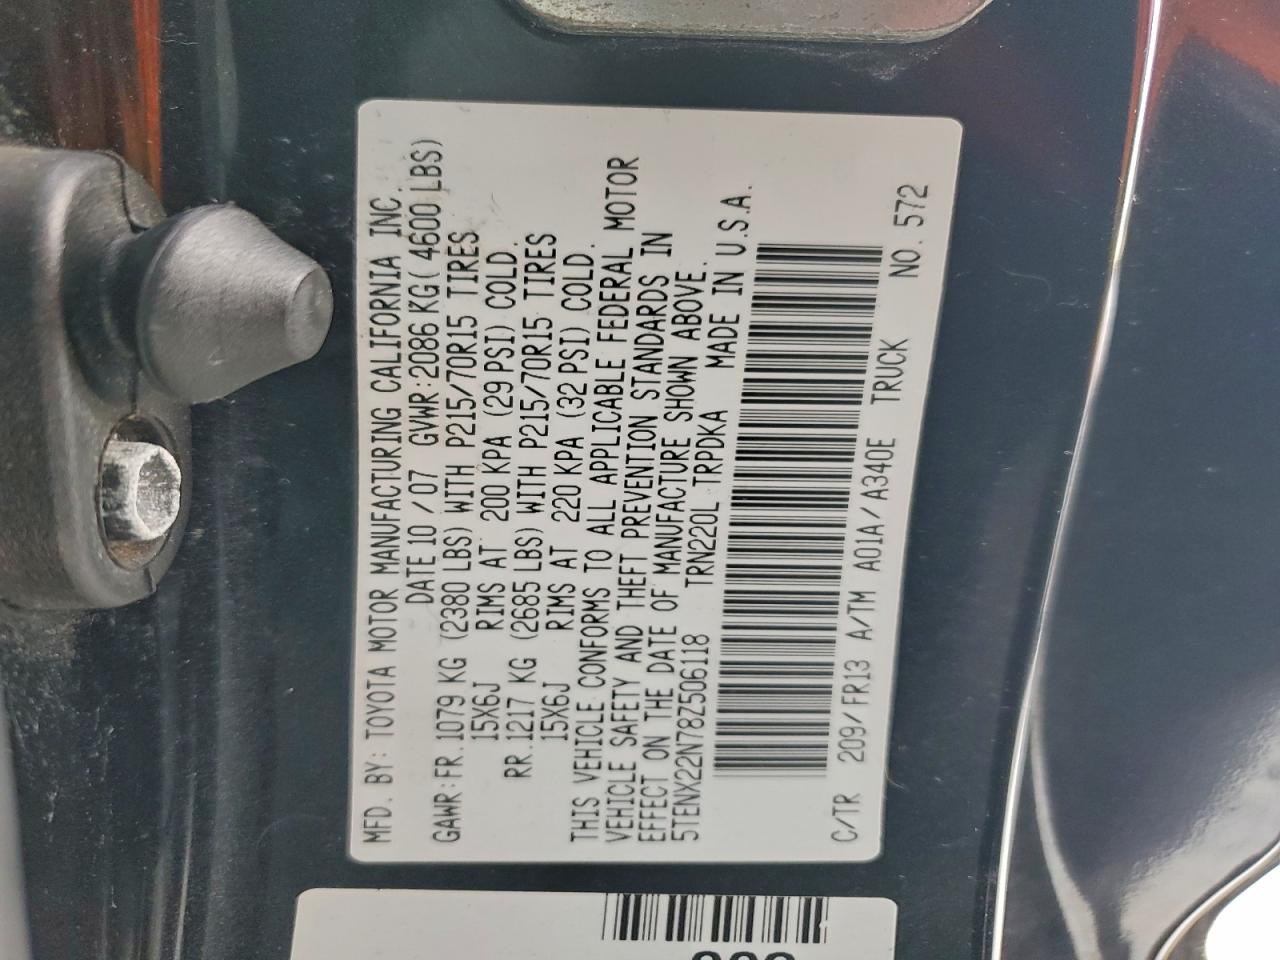 MFD. BY: TOYOTA MOTOR MANUFACTURING CALIFORNIA INC.
DATE 10 /07 GVWR:2086 KG( 4600 LBS)
GAWR:FR.1079 KG (2380 LBS) WITH P215/70R15 TIRES
15X6J RIMS AT 200 KPA (29 PSI) COLD.
RR.1217 KG (2685 LBS) WITH P215/70R15 TIRES
15X6J RIMS AT 220 KPA (32 PSI) COLD.
THIS VEHICLE CONFORMS TO ALL APPLICABLE FEDERAL MOTOR
VEHICLE SAFETY AND THEFT PREVENTION STANDARDS IN
EFFECT ON THE DATE OF MANUFACTURE SHOWN ABOVE.
5TENX22N78Z506118 TRN220L TRPDKA MADE IN U.S.A.
C/TR 209/FR13 A/TM A01A/A340E TRUCK NO. 572